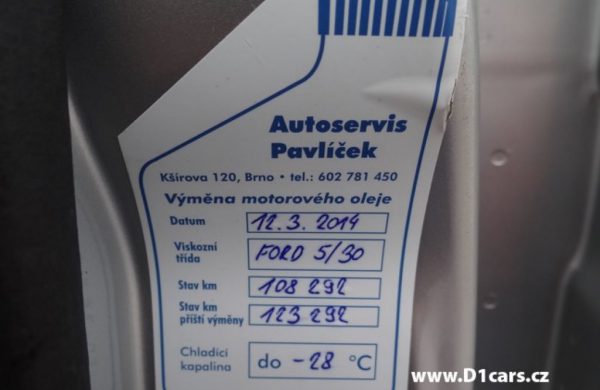 Autoservis
Pavlíček
Kšírova 120, Brno • tel.: 602 781 450
Výměna motorového oleje
Datum 12.3.2014
Viskozní
třída FORD 5/30
Stav km 108 292
Stav km
příští výměny 123 292
Chladící
kapalina do -28 °C
www.D1cars.cz